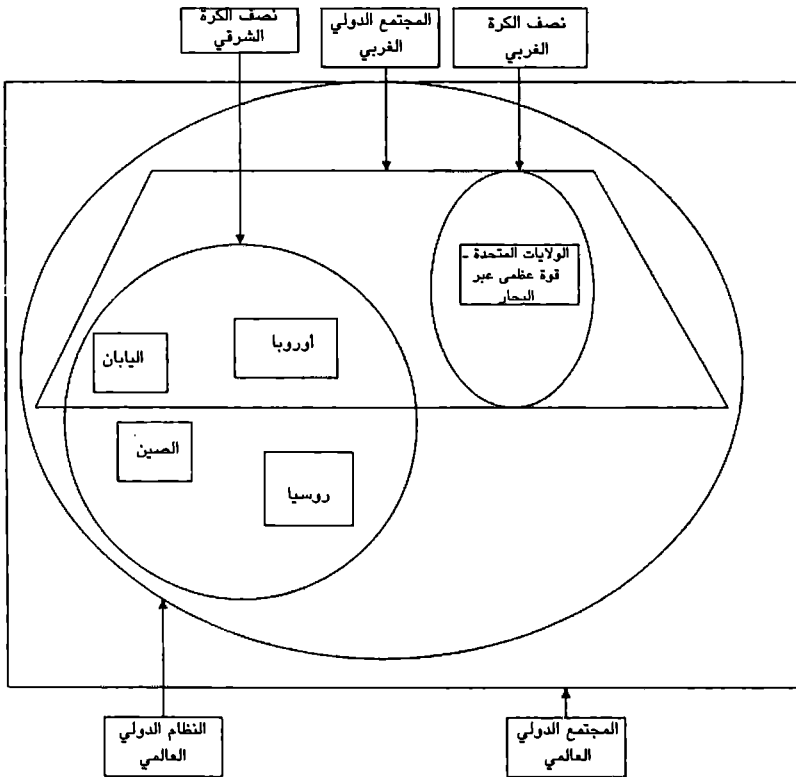 نصف الكرة
الغربي
المجتمع الدولي
الغربي
نصف الكرة
الشرقي
الولايات المتحدة ـ
قوة عظمى عبر
البحار
أوروبا
اليابان
الصين
روسيا
المجتمع الدولي
العالمي
النظام الدولي
العالمي